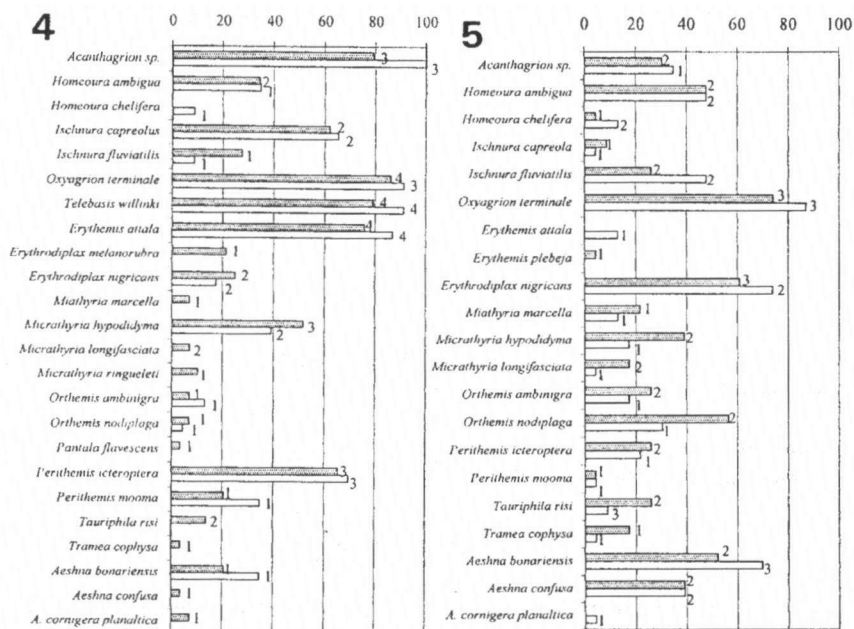 4
0 20 40 60 80 100
Acanthagrion sp. 3 3
Homeoura ambigua 2 1
Homeoura chelifera 1
Ischnura capreolus 2 2
Ischnura fluviatilis 1 1
Oxyagrion terminale 4 3
Telebasis willinki 4 4
Erythemis attala 4 4
Erythrodiplax melanorubra 1
Erythrodiplax nigricans 2 2
Miathyria marcella 1
Micrathyria hypodidyma 3 2
Micrathyria longifasciata 2
Micrathyria ringueleti 1
Orthemis ambinigra 1 1
Orthemis nodiplaga 1 1
Pantala flavescens 1
Perithemis icteroptera 3 3
Perithemis mooma 1 1
Tauriphila risi 2
Tramea cophysa 1
Aeshna bonariensis 1 1
Aeshna confusa 1
A. cornigera planaltica 1
5
0 20 40 60 80 100
Acanthagrion sp. 2 1
Homeoura ambigua 2 2
Homeoura chelifera 1 2
Ischnura capreola 1 1
Ischnura fluviatilis 2 2
Oxyagrion terminale 3 3
Erythemis attala 1
Erythemis plebeja 1
Erythrodiplax nigricans 3 2
Miathyria marcella 1 1
Micrathyria hypodidyma 2 1
Micrathyria longifasciata 2 1
Orthemis ambinigra 2 1
Orthemis nodiplaga 2 1
Perithemis icteroptera 2 1
Perithemis mooma 1 1
Tauriphila risi 2 3
Tramea cophysa 1 1
Aeshna bonariensis 2 3
Aeshna confusa 2 2
A. cornigera planaltica 1